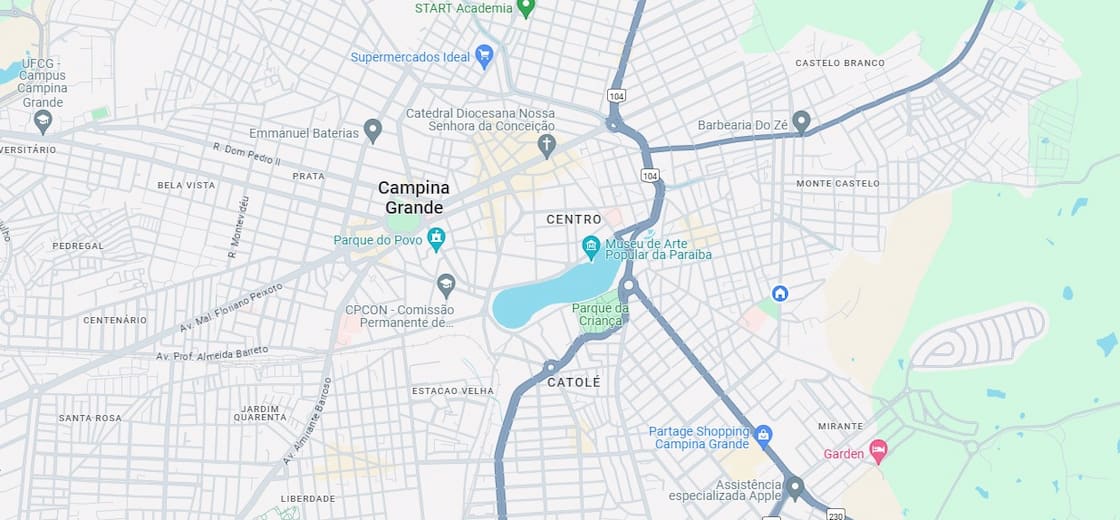 START Academia
Supermercados Ideal
CASTELO BRANCO
UFCG -
Campus
Campina
Grande
104
Catedral Diocesana Nossa
Senhora da Conceição
Emmanuel Baterias
Barbearia Do Zé
VERSITÁRIO
R. Dom Pedro II
104
PRATA
BELA VISTA
MONTE CASTELO
Campina
Grande
CENTRO
R. Montevidéu
Parque do Povo
PEDREGAL
Museu de Arte
Popular da Paraíba
Av. Mal. Floriano Peixoto
CPCON - Comissão
Permanente de...
Parque da
Criança
CENTENÁRIO
Av. Prof. Almeida Barreto
CATOLÉ
ESTACAO VELHA
Av. Almirante Barroso
JARDIM
QUARENTA
SANTA ROSA
MIRANTE
Partage Shopping
Campina Grande
Garden
Assistência
especializada Apple
LIBERDADE
230